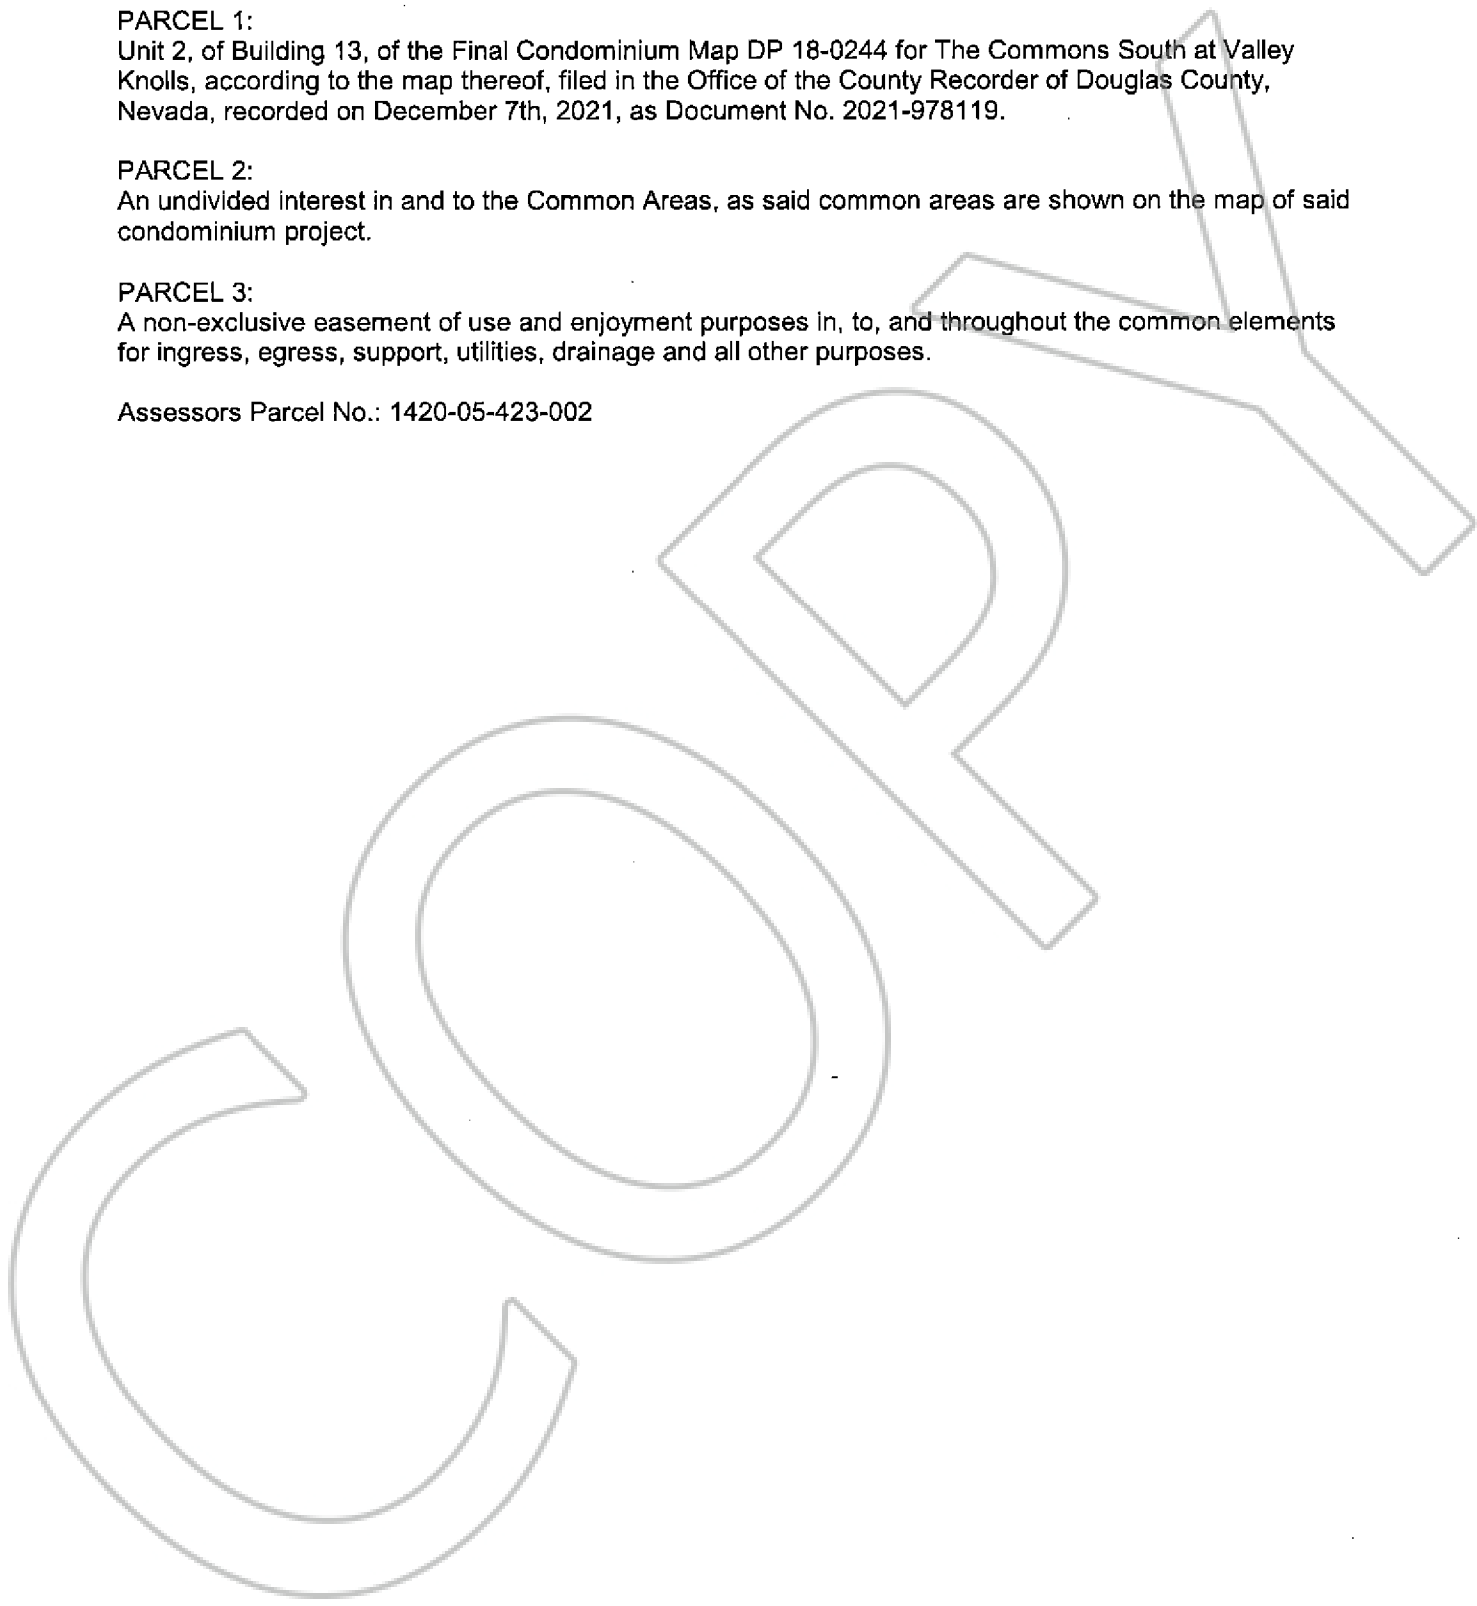 PARCEL 1:
Unit 2, of Building 13, of the Final Condominium Map DP 18-0244 for The Commons South at Valley
Knolls, according to the map thereof, filed in the Office of the County Recorder of Douglas County,
Nevada, recorded on December 7th, 2021, as Document No. 2021-978119.
PARCEL 2:
An undivided interest in and to the Common Areas, as said common areas are shown on the map of said
condominium project.
PARCEL 3:
A non-exclusive easement of use and enjoyment purposes in, to, and throughout the common elements
for ingress, egress, support, utilities, drainage and all other purposes.
Assessors Parcel No.: 1420-05-423-002
COPY